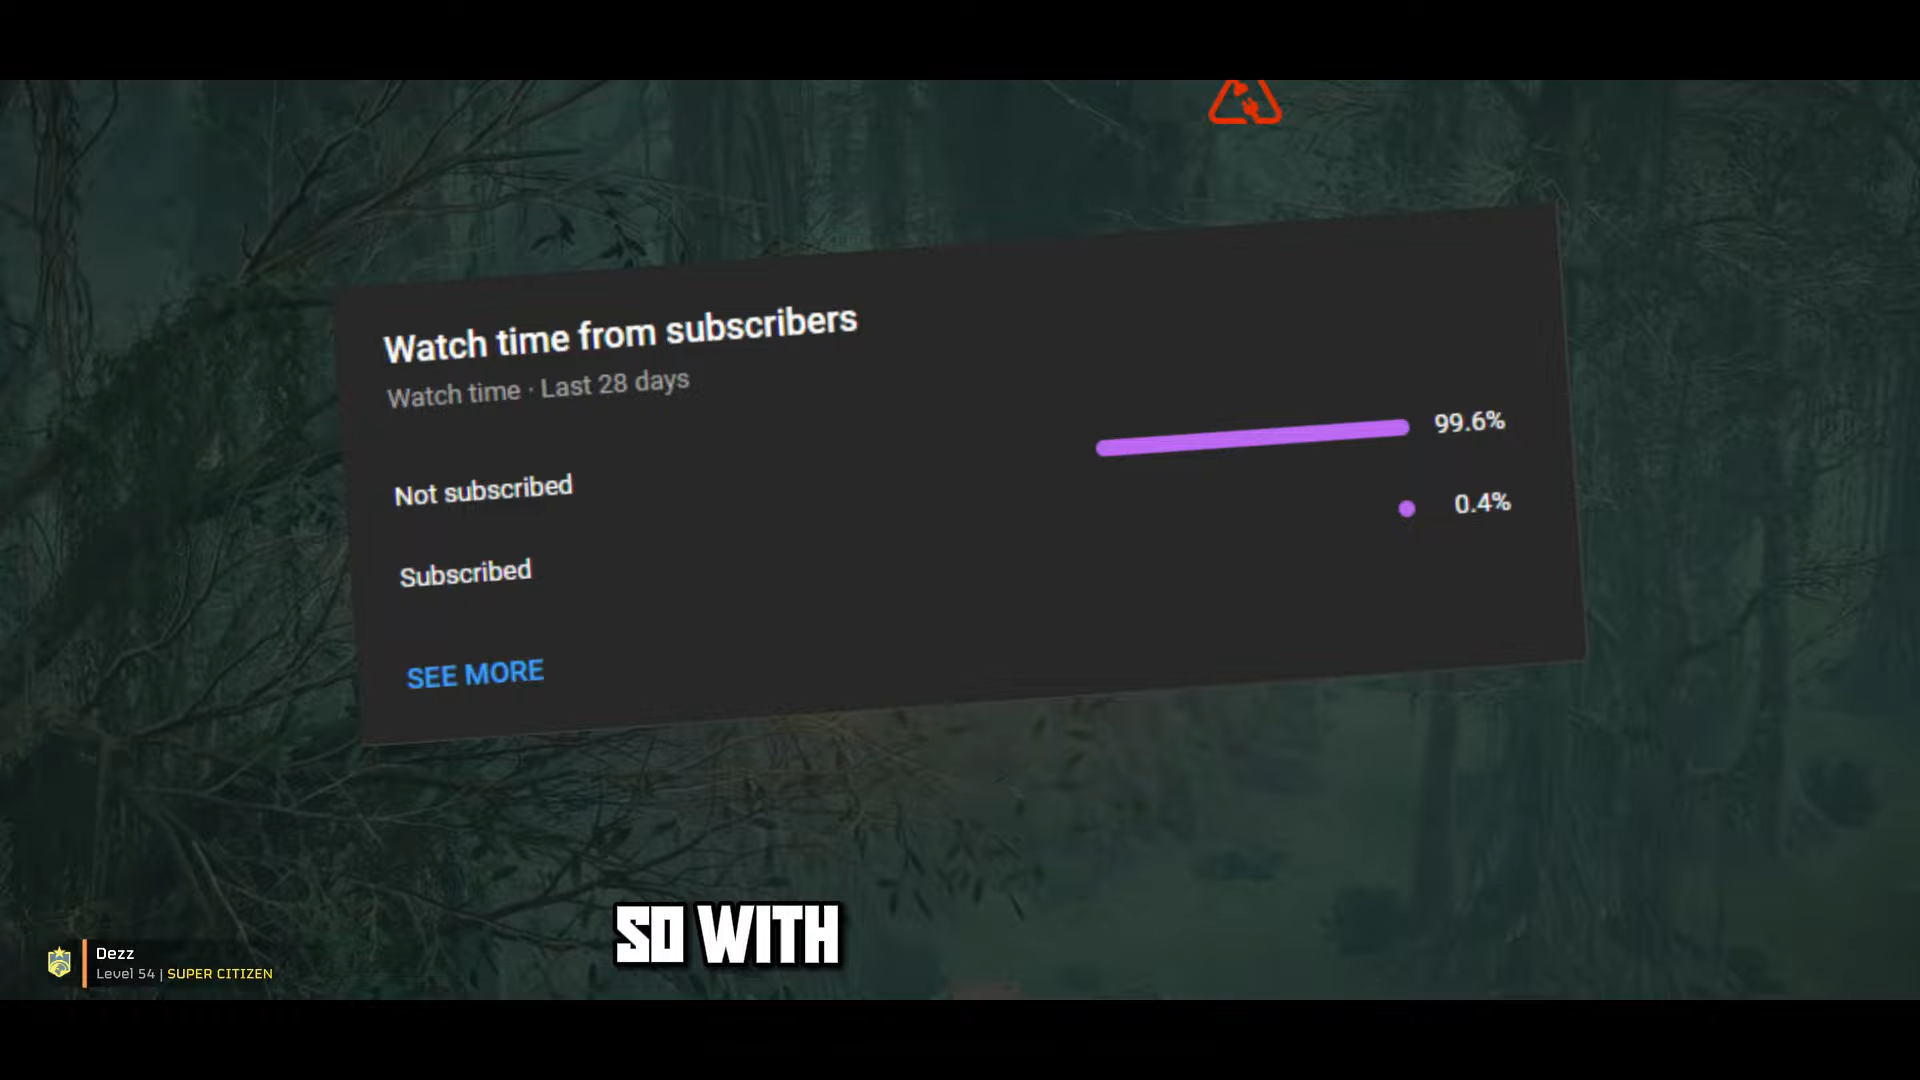 Watch time from subscribers
Watch time · Last 28 days
Not subscribed
99.6%
Subscribed
0.4%
SEE MORE
SO WITH
Dezz
Level 54 | SUPER CITIZEN